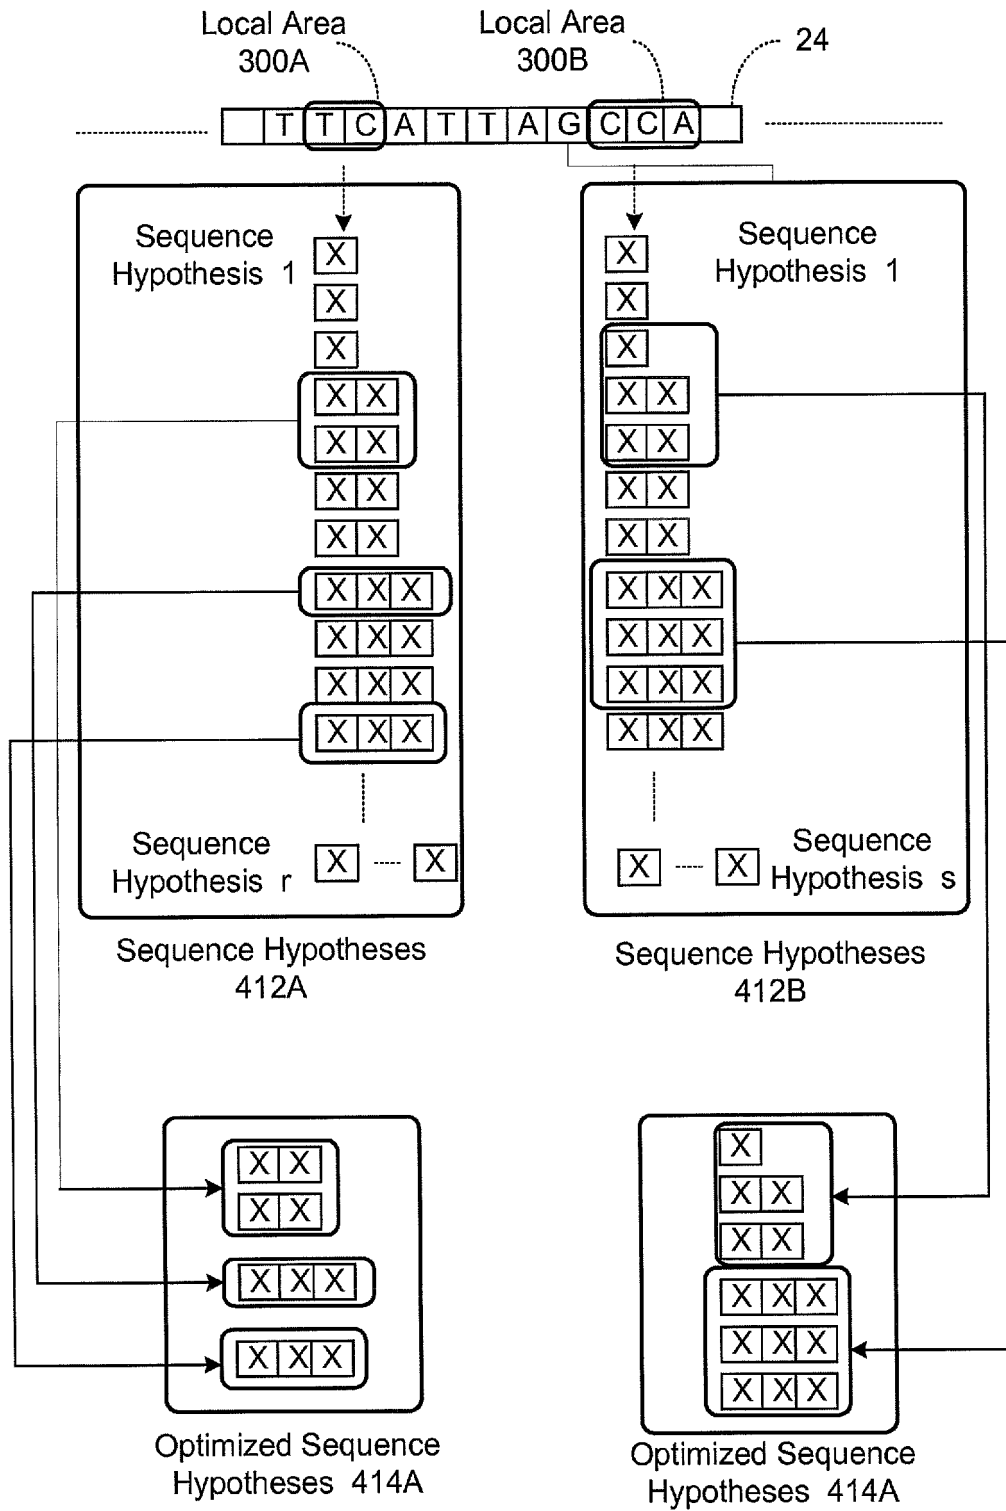 Local Area
300A
Local Area
300B
24
T T C A T T A G C C A
Sequence
Hypothesis 1
X
X
X
X X
X X
X X
X X
X X X
X X X
X X X
X X X
Sequence
Hypothesis r
X X
Sequence Hypotheses
412A
Sequence
Hypothesis 1
X
X
X
X X
X X
X X
X X
X X X
X X X
X X X
X X X
Sequence
Hypothesis s
X X
Sequence Hypotheses
412B
X X
X X
X X X
X X X
Optimized Sequence
Hypotheses 414A
X
X X
X X
X X X
X X X
X X X
Optimized Sequence
Hypotheses 414A